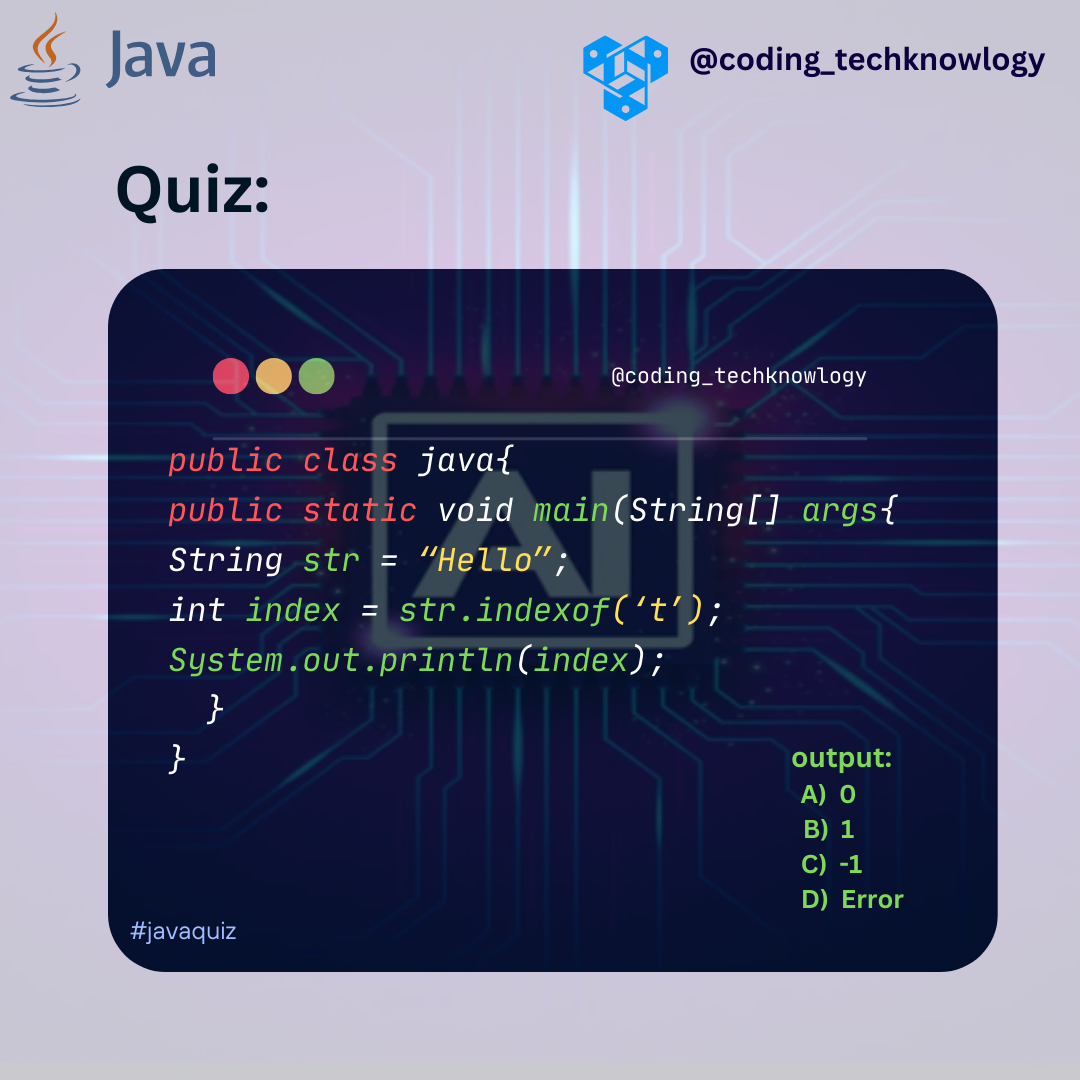 Java
@coding_techknowlogy
Quiz:
@coding_techknowlogy
AI
public class java{
public static void main(String[] args{
String str = “Hello”;
int index = str.indexof(‘t’);
System.out.println(index);
}
}
output:
A) 0
B) 1
C) -1
D) Error
#javaquiz